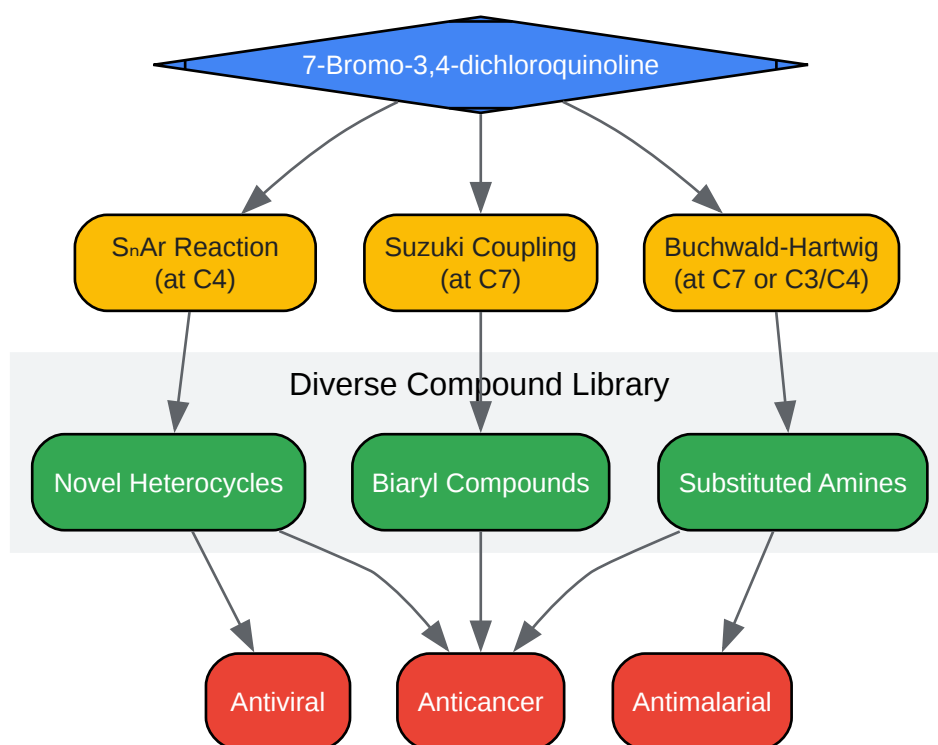 7-Bromo-3,4-dichloroquinoline
SₙAr Reaction
(at C4)
Suzuki Coupling
(at C7)
Buchwald-Hartwig
(at C7 or C3/C4)
Diverse Compound Library
Novel Heterocycles
Biaryl Compounds
Substituted Amines
Antiviral
Anticancer
Antimalarial